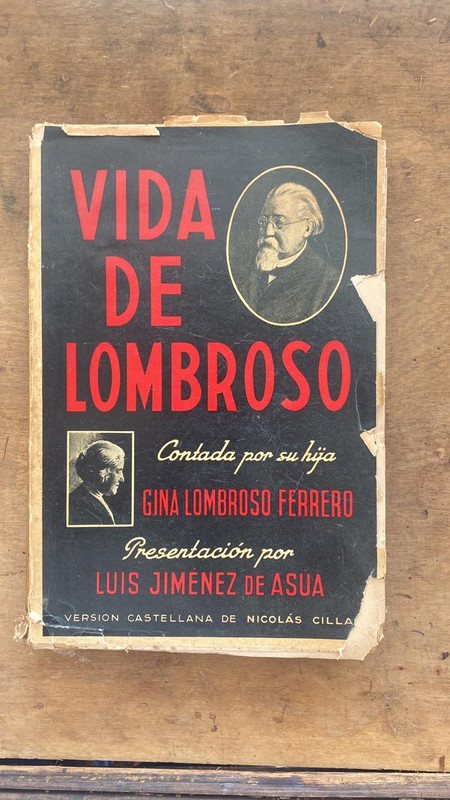 VIDA
DE
LOMBROSO
Contada por su hija
GINA LOMBROSO FERRERO
Presentación por
LUIS JIMÉNEZ DE ASÚA
VERSION CASTELLANA DE NICOLÁS CILLA